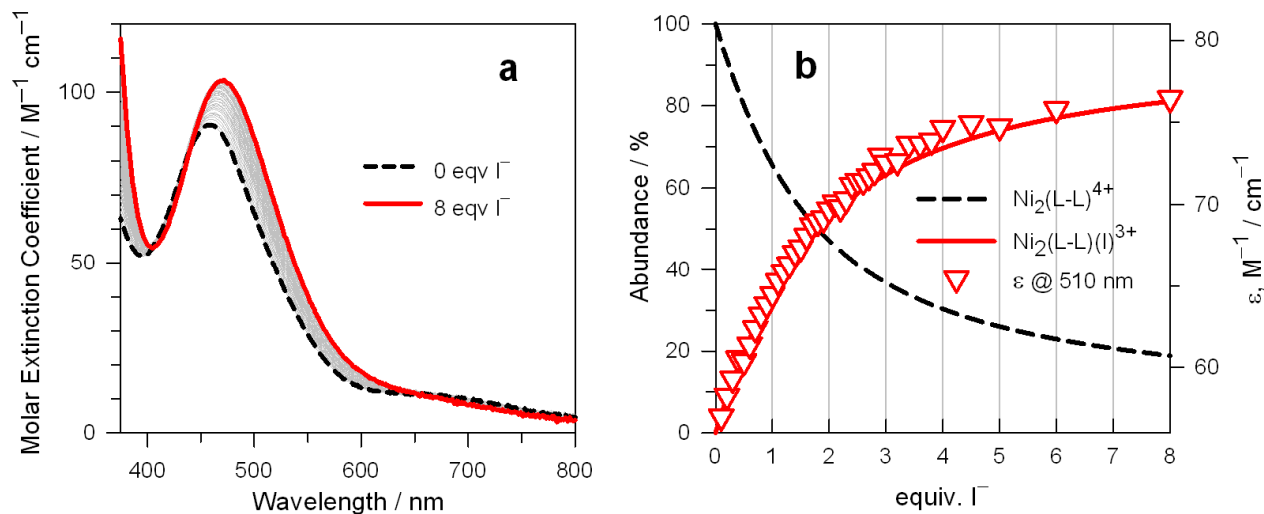 a
Molar Extinction Coefficient / M⁻¹ cm⁻¹
100
50
0
0 eqv I⁻
8 eqv I⁻
400 500 600 700 800
Wavelength / nm
b
Abundance / %
100
80
60
40
20
0
Ni₂(L-L)⁴⁺
Ni₂(L-L)(I)³⁺
ε @ 510 nm
80
70
60
ε, M⁻¹ / cm⁻¹
0 1 2 3 4 5 6 7 8
equiv. I⁻